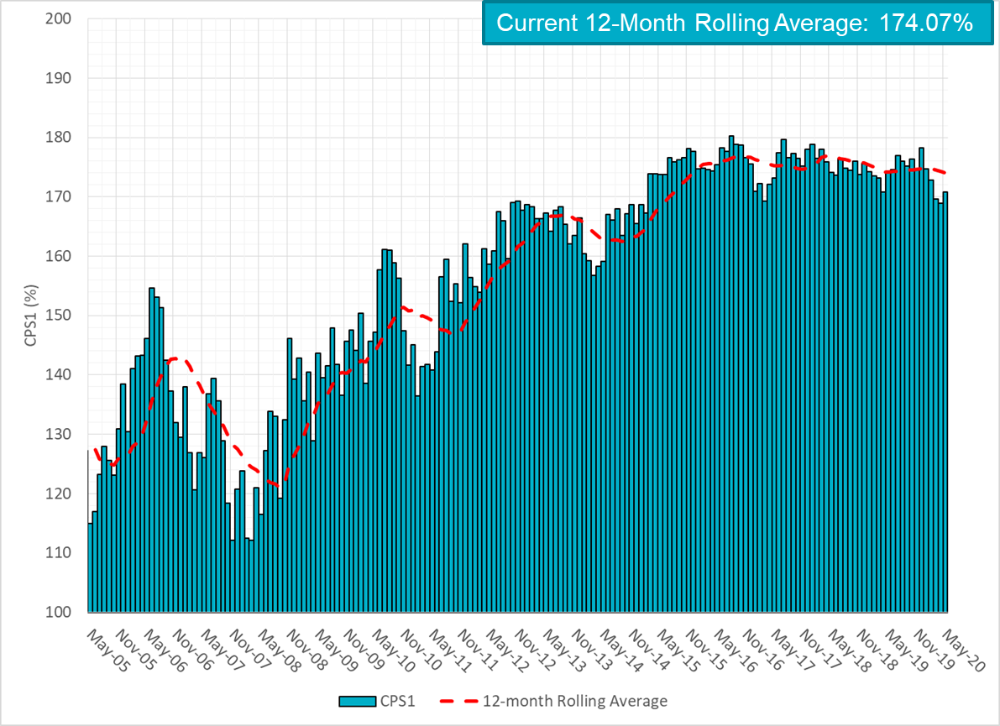 Current 12-Month Rolling Average: 174.07%
200
190
180
170
160
150
140
130
120
110
100
CPS1 (%)
May-05
Nov-05
May-06
Nov-06
May-07
Nov-07
May-08
Nov-08
May-09
Nov-09
May-10
Nov-10
May-11
Nov-11
May-12
Nov-12
May-13
Nov-13
May-14
Nov-14
May-15
Nov-15
May-16
Nov-16
May-17
Nov-17
May-18
Nov-18
May-19
Nov-19
May-20
CPS1
12-month Rolling Average